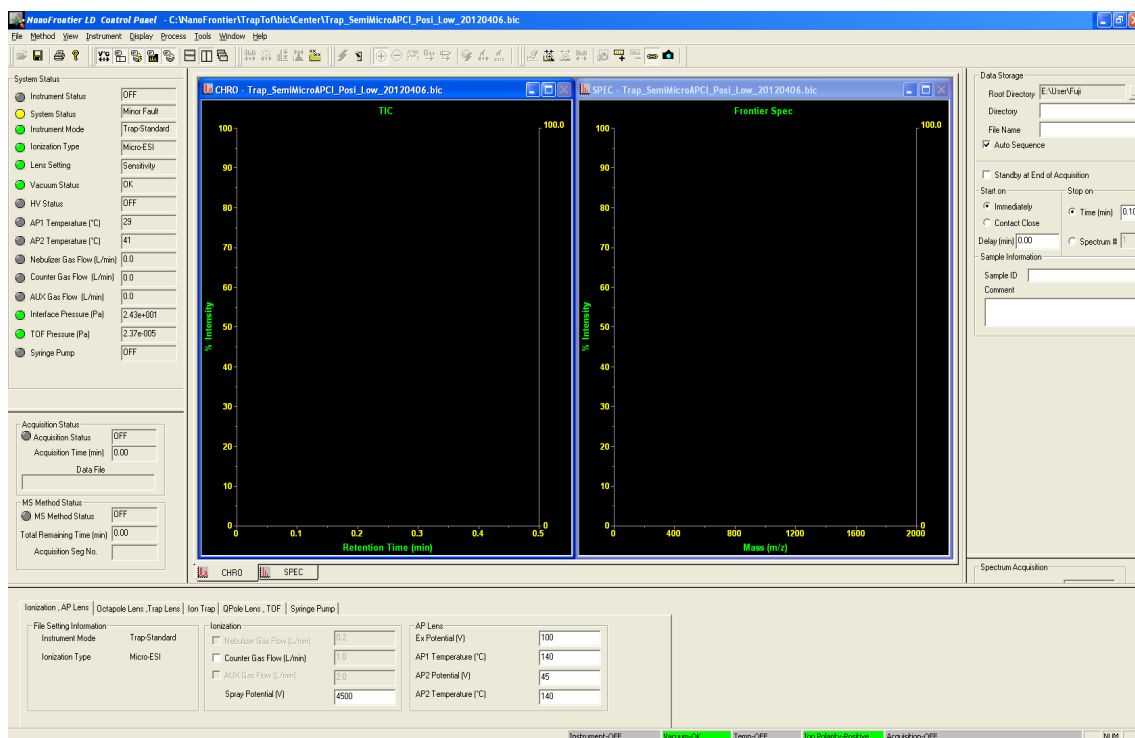 NanoFrontier LD Control Panel - C:\NanoFrontier\TrapTof\bic\Center\Trap_SemiMicroAPCI_Posi_Low_20120406.bic
File Method View Instrument Display Process Tools Window Help
System Status
Instrument Status OFF
System Status Minor Fault
Instrument Mode Trap-Standard
Ionization Type Micro-ESI
Lens Setting Sensitivity
Vacuum Status OK
HV Status OFF
AP1 Temperature (°C) 29
AP2 Temperature (°C) 41
Nebulizer Gas Flow (L/min) 0.0
Counter Gas Flow (L/min) 0.0
AUX Gas Flow (L/min) 0.0
Interface Pressure (Pa) 2.43e+001
TOF Pressure (Pa) 2.37e-005
Syringe Pump OFF
Acquisition Status
Acquisition Status OFF
Acquisition Time (min) 0.00
Data File
MS Method Status
MS Method Status OFF
Total Remaining Time (min) 0.00
Acquisition Seg No.
CHRO - Trap_SemiMicroAPCI_Posi_Low_20120406.bic
TIC
100.0
100
90
80
70
60
50
40
30
20
10
0
0
% Intensity
0 0.1 0.2 0.3 0.4 0.5
Retention Time (min)
SPEC - Trap_SemiMicroAPCI_Posi_Low_20120406.bic
Frontier Spec
100.0
100
90
80
70
60
50
40
30
20
10
0
0
% Intensity
0 400 800 1200 1600 2000
Mass (m/z)
CHRO SPEC
Data Storage
Root Directory E:\User\Fuji ...
Directory
File Name
Auto Sequence
Standby at End of Acquisition
Start on Stop on
Immediately Time (min) 0.10
Contact Close
Delay (min) 0.00 Spectrum # 1
Sample Information
Sample ID
Comment
Spectrum Acquisition
Ionization , AP Lens Octapole Lens ,Trap Lens Ion Trap QPole Lens , TOF Syringe Pump
File Setting Information
Instrument Mode Trap-Standard
Ionization Type Micro-ESI
Ionization
Nebulizer Gas Flow (L/min) 0.2
Counter Gas Flow (L/min) 1.0
AUX Gas Flow (L/min) 2.0
Spray Potential (V) 4500
AP Lens
Ex Potential (V) 100
AP1 Temperature (°C) 140
AP2 Potential (V) 45
AP2 Temperature (°C) 140
Instrument-OFF Vacuum-OK Temp-OFF Ion Polarity-Positive Acquisition-OFF NUM